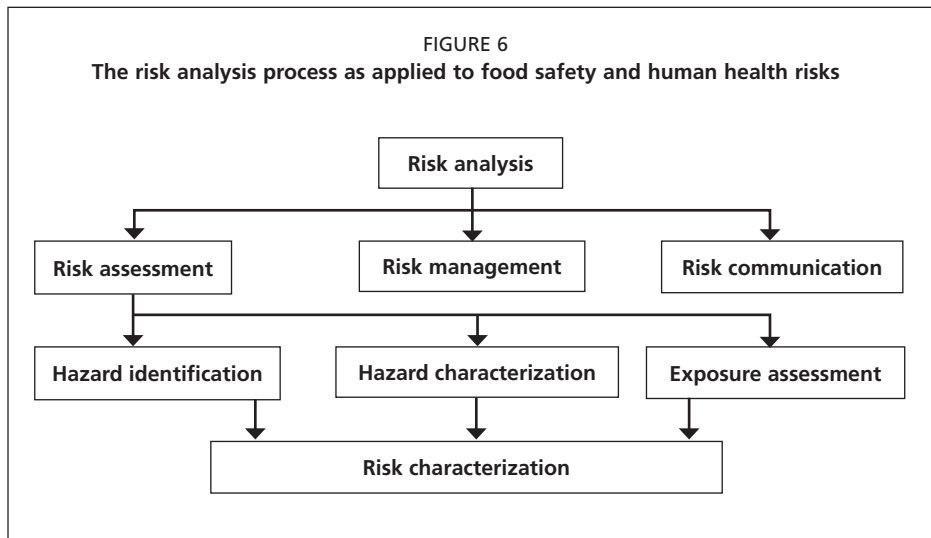 FIGURE 6
The risk analysis process as applied to food safety and human health risks
Risk analysis
Risk assessment
Risk management
Risk communication
Hazard identification
Hazard characterization
Exposure assessment
Risk characterization